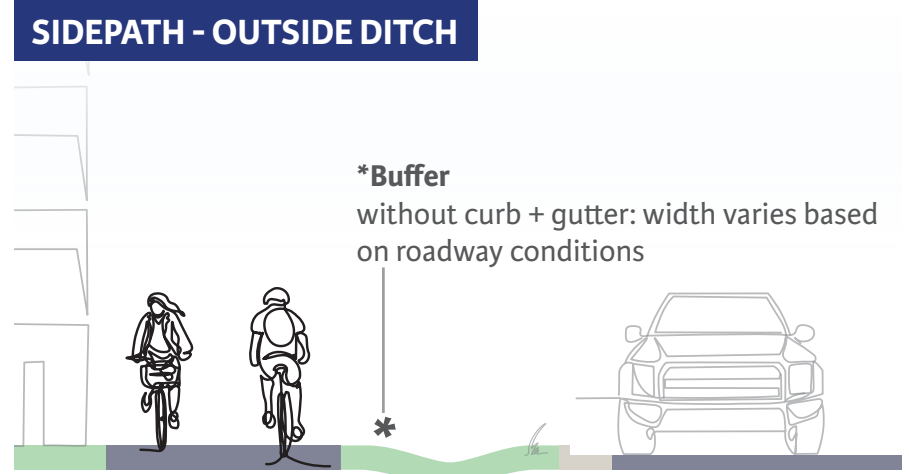 SIDEPATH - OUTSIDE DITCH
*Buffer
without curb + gutter: width varies based
on roadway conditions
*